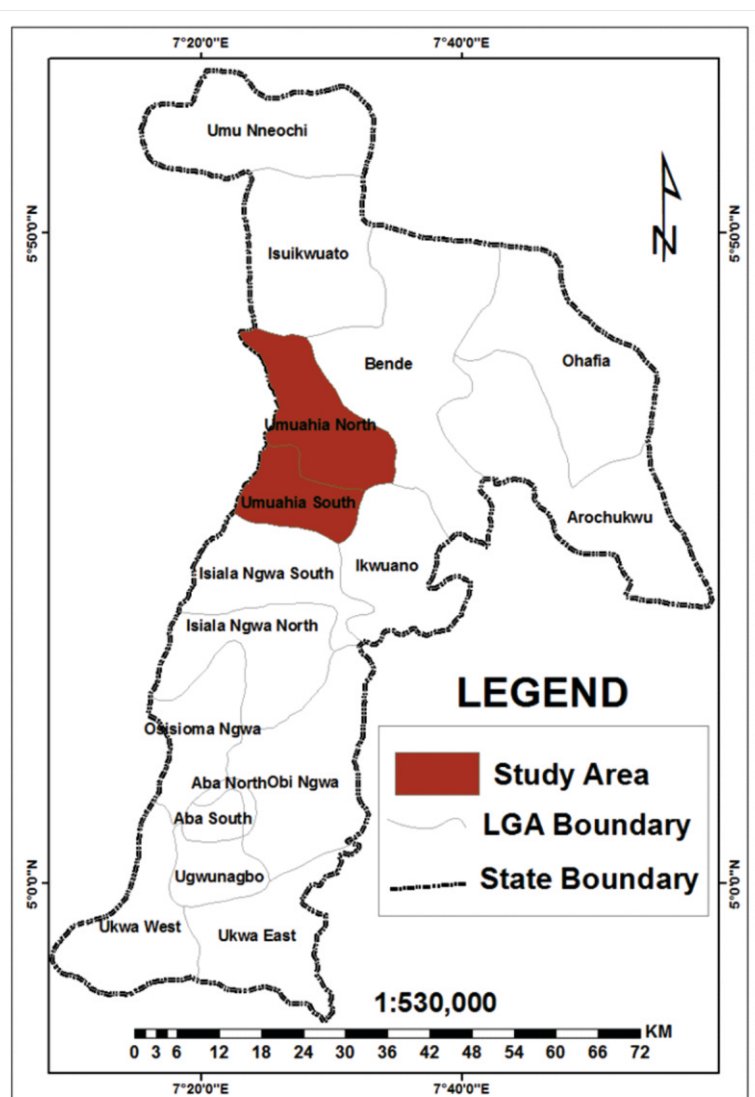 7°20'0"E 7°40'0"E
Umu Nneochi
5°50'0"N 5°50'0"N
N
Isuikwuato
Bende
Ohafia
Umuahia North
Umuahia South
Arochukwu
Ikwuano
Isiala Ngwa South
Isiala Ngwa North
LEGEND
Osisioma Ngwa
Study Area
Aba North Obi Ngwa
Aba South
LGA Boundary
Ugwunagbo
State Boundary
5°0'0"N 5°0'0"N
Ukwa West
Ukwa East
1:530,000
KM
0 3 6 12 18 24 30 36 42 48 54 60 66 72
7°20'0"E 7°40'0"E